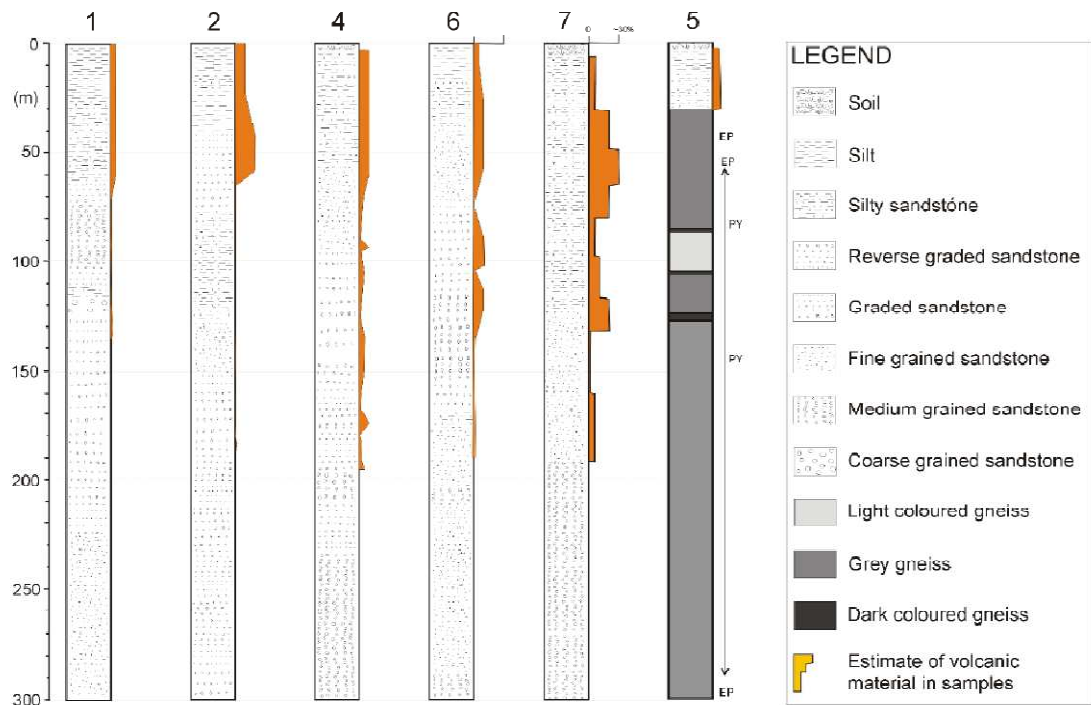 1 2 4 6 7 5
0 ~30%
0
(m)
50
100
150
200
250
300
EP
EP
PY
PY
EP
LEGEND
Soil
Silt
Silty sandstóne
Reverse graded sandstone
Graded sandstone
Fine grained sandstone
Medium grained sandstone
Coarse grained sandstone
Light coloured gneiss
Grey gneiss
Dark coloured gneiss
Estimate of volcanic
material in samples